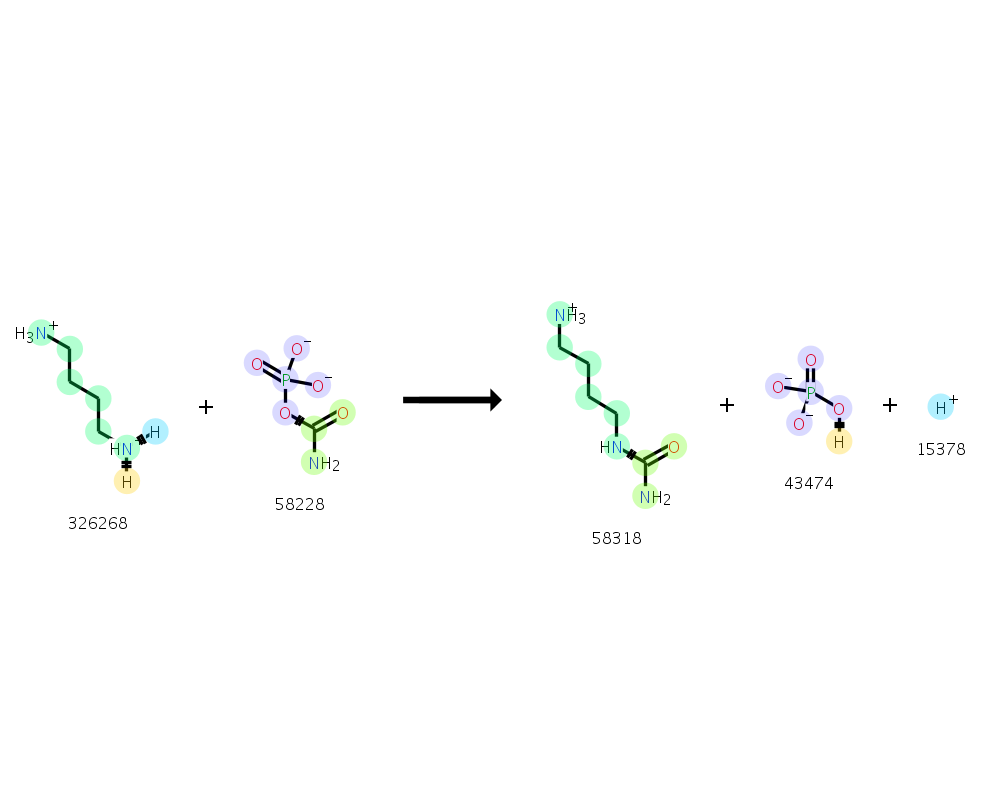 H3N+
HN
H
H
326268
+
O
O−
P
O−
O
O
NH2
58228
NH3+
HN
O
NH2
58318
+
O
O−
P
O
O−
H
43474
+
H+
15378